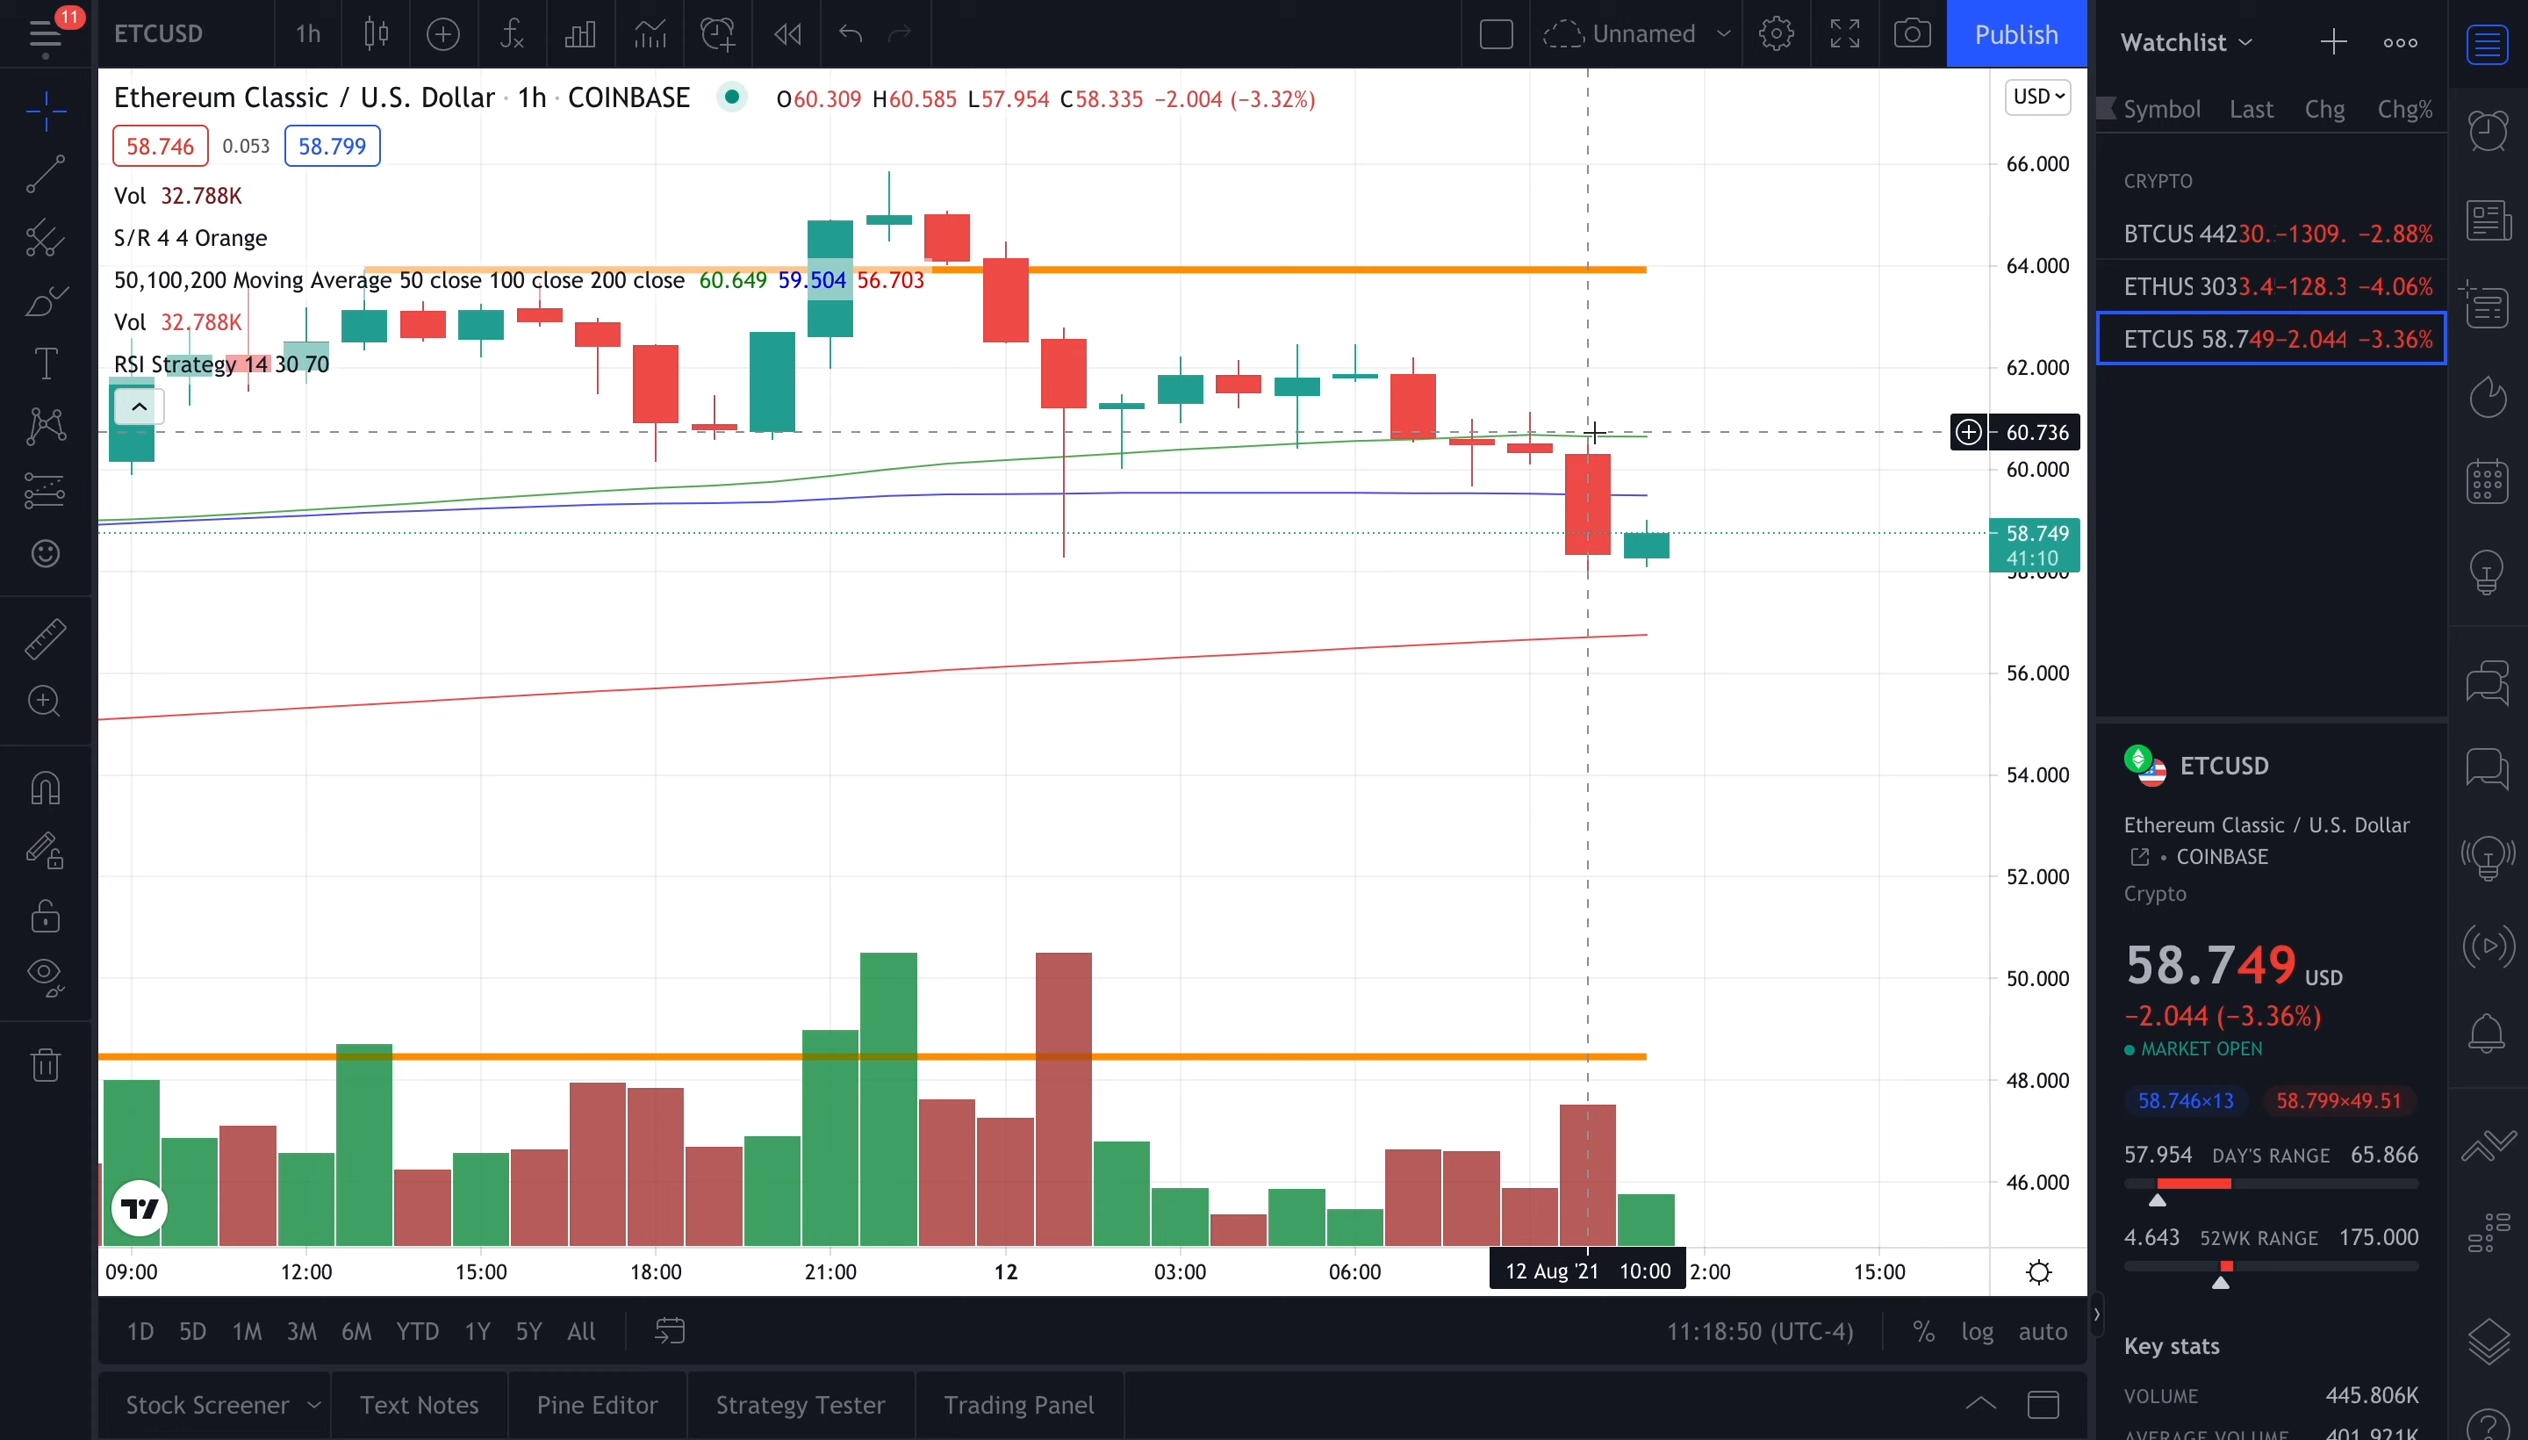 11
ETCUSD 1h Unnamed Publish
Watchlist
Ethereum Classic / U.S. Dollar · 1h · COINBASE O60.309 H60.585 L57.954 C58.335 −2.004 (−3.32%)
USD
58.746 0.053 58.799
Vol 32.788K
S/R 4 4 Orange
50,100,200 Moving Average 50 close 100 close 200 close 60.649 59.504 56.703
Vol 32.788K
RSI Strategy 14 30 70
66.000
64.000
62.000
60.736
60.000
58.749
41:10
58.000
56.000
54.000
52.000
50.000
48.000
46.000
09:00 12:00 15:00 18:00 21:00 12 03:00 06:00 12 Aug '21 10:00 2:00 15:00
1D 5D 1M 3M 6M YTD 1Y 5Y All 11:18:50 (UTC-4) % log auto
Stock Screener Text Notes Pine Editor Strategy Tester Trading Panel
Symbol Last Chg Chg%
CRYPTO
BTCUS 44230. −1309. −2.88%
ETHUS 3033.4 −128.3 −4.06%
ETCUS 58.749 −2.044 −3.36%
ETCUSD
Ethereum Classic / U.S. Dollar
• COINBASE
Crypto
58.749 USD
−2.044 (−3.36%)
MARKET OPEN
58.746×13 58.799×49.51
57.954 DAY'S RANGE 65.866
4.643 52WK RANGE 175.000
Key stats
VOLUME 445.806K
AVERAGE VOLUME 401.921K